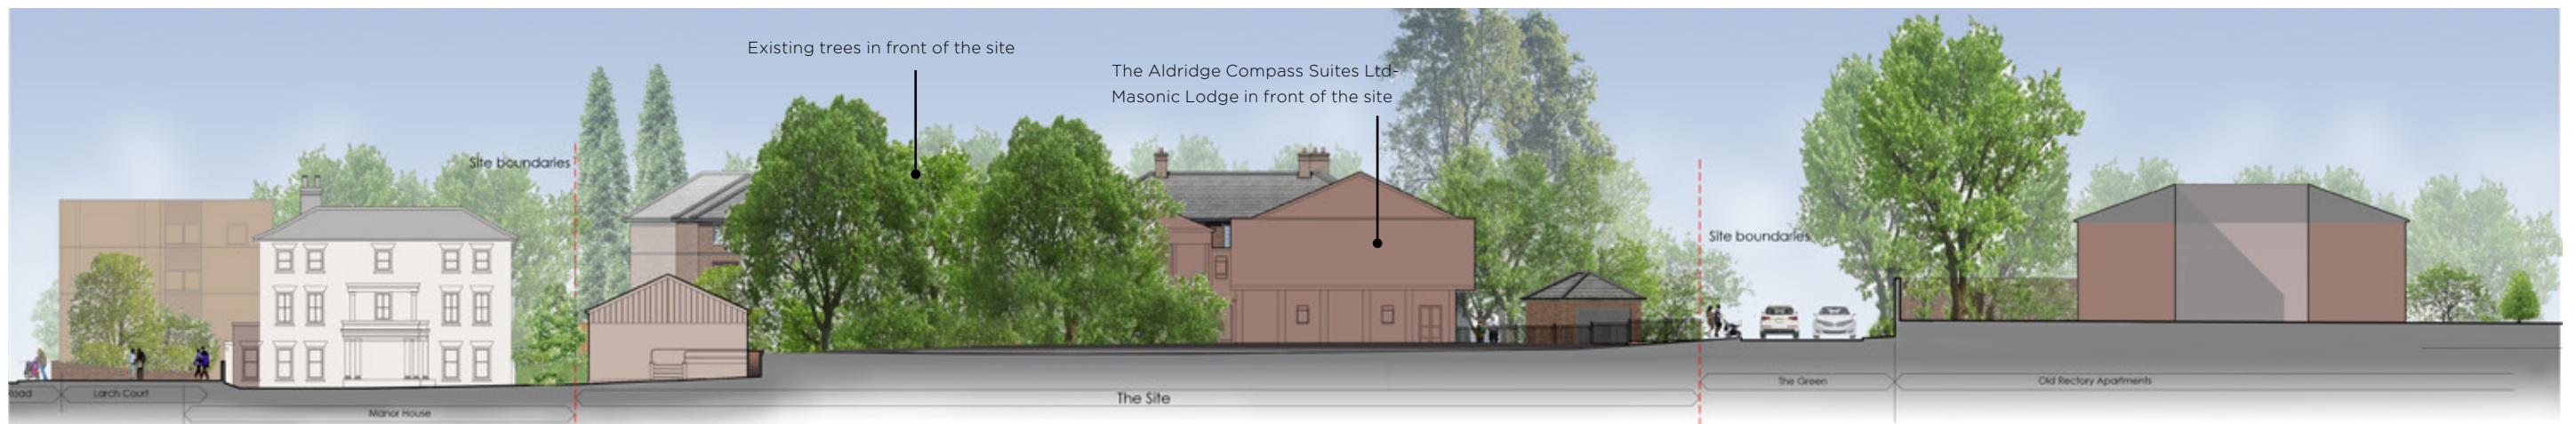 Existing trees in front of the site
The Aldridge Compass Suites Ltd-
Masonic Lodge in front of the site
Site boundaries
Site boundaries
Larch Court
Manor House
The Site
The Green
Old Rectory Apartments